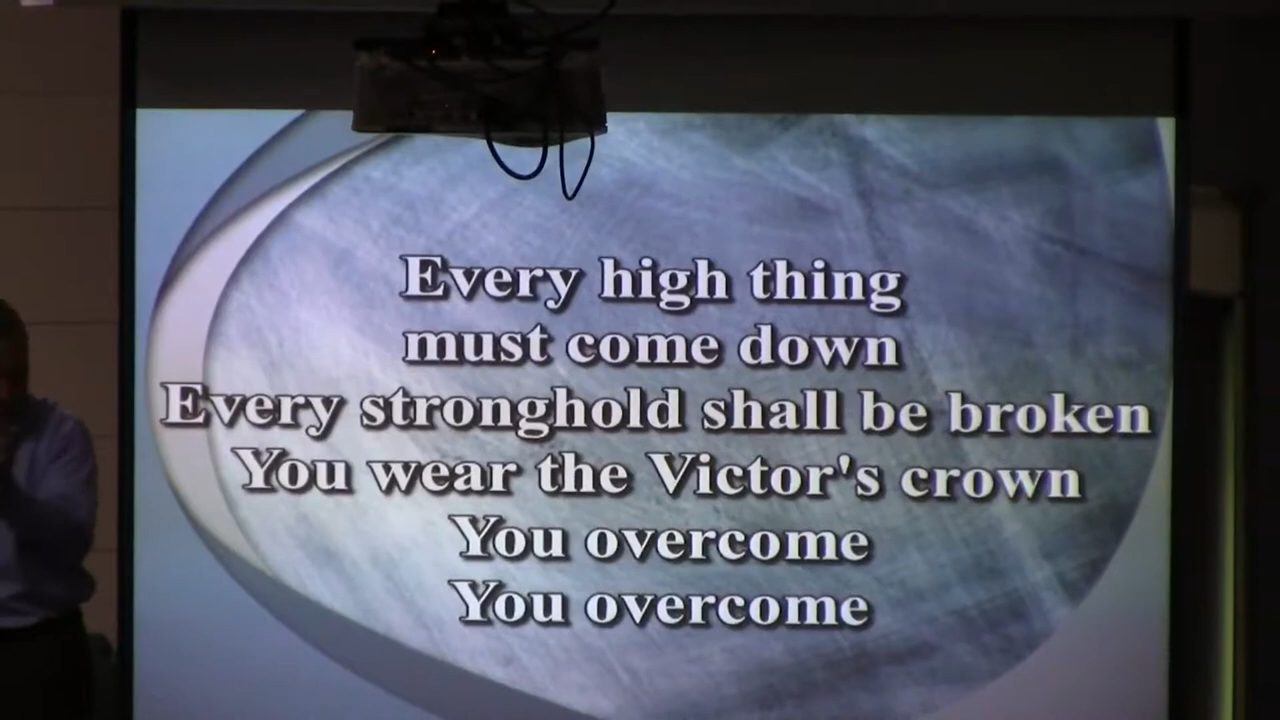 Every high thing
must come down
Every stronghold shall be broken
You wear the Victor's crown
You overcome
You overcome